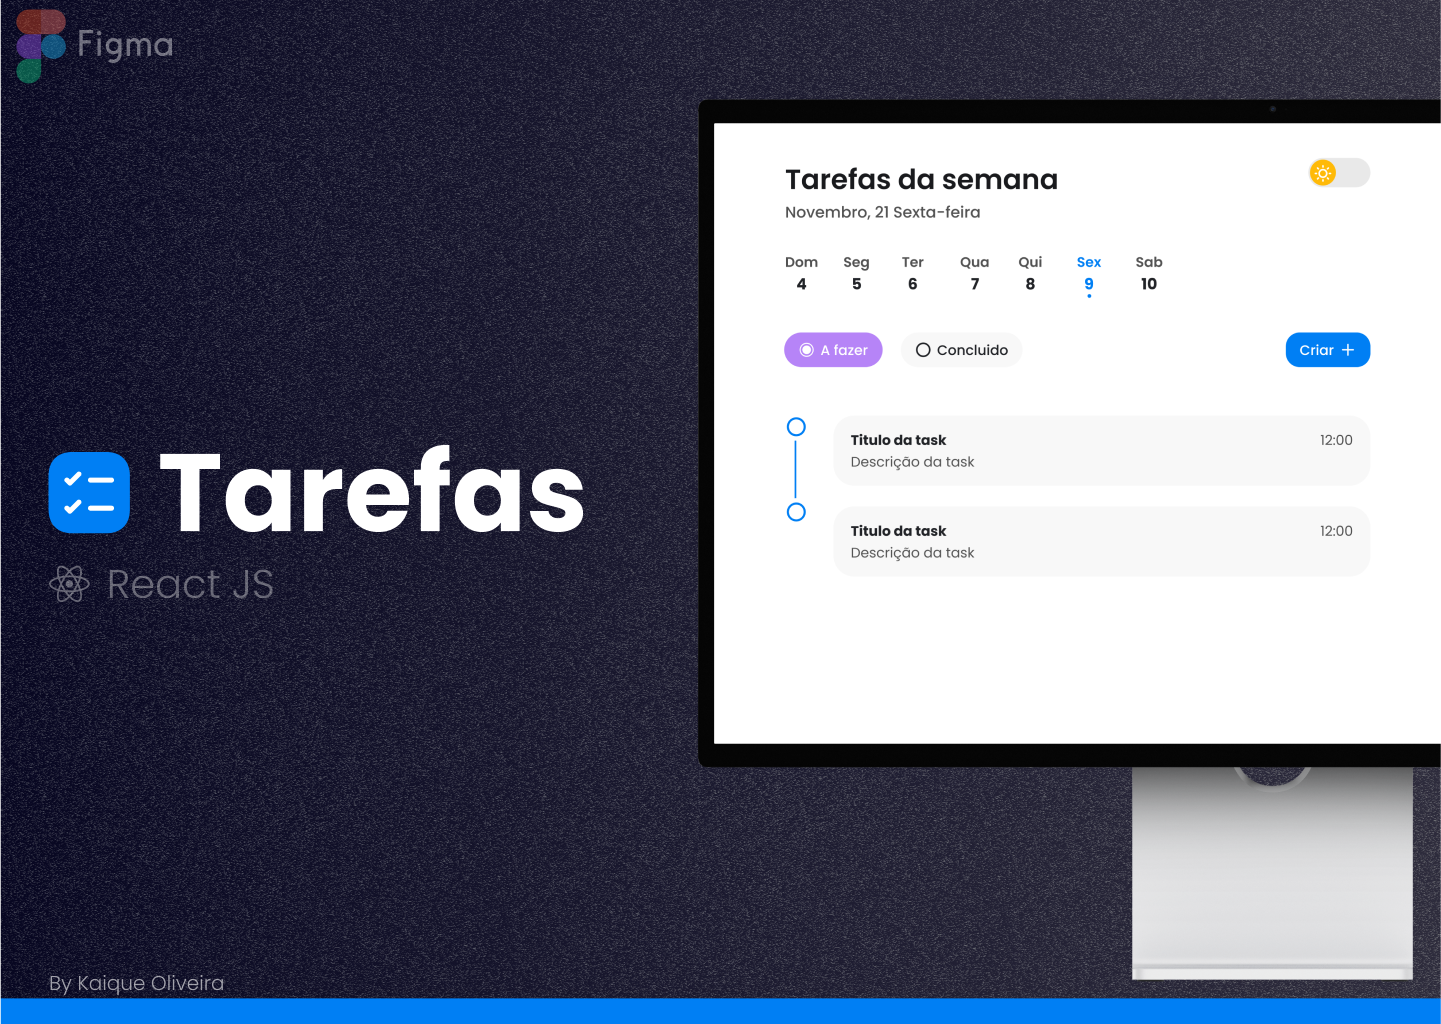 Figma
Tarefas
React JS
By Kaique Oliveira
Tarefas da semana
Novembro, 21 Sexta-feira
Dom Seg Ter Qua Qui Sex Sab
4 5 6 7 8 9 10
A fazer Concluido Criar +
Titulo da task 12:00
Descrição da task
Titulo da task 12:00
Descrição da task